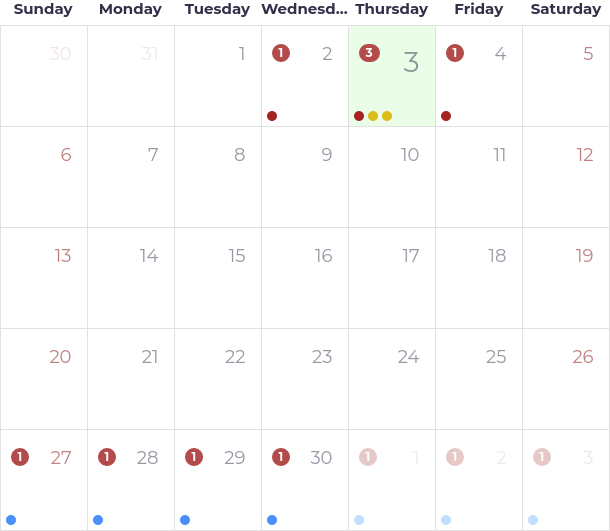 Sunday Monday Tuesday Wednesd... Thursday Friday Saturday
30 31 1 1 2 3 3 1 4 5
6 7 8 9 10 11 12
13 14 15 16 17 18 19
20 21 22 23 24 25 26
1 27 1 28 1 29 1 30 1 1 1 2 1 3